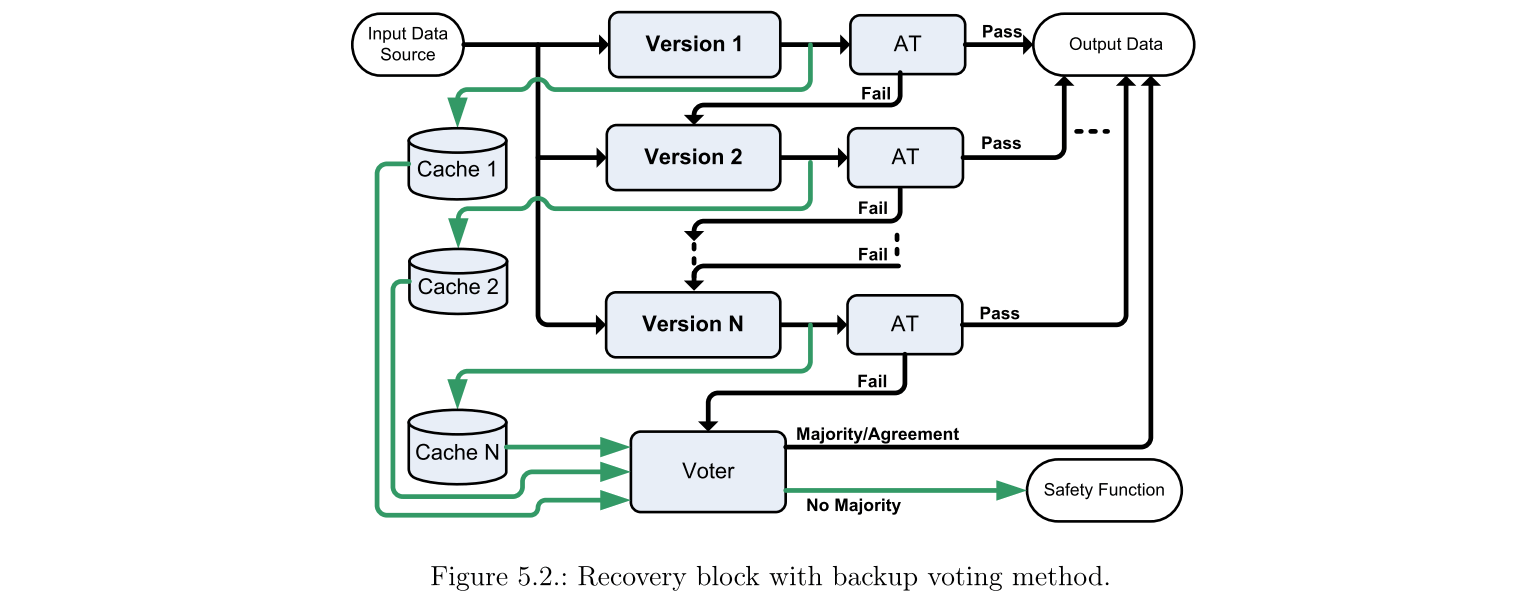 Input Data
Source
Version 1
AT
Pass
Output Data
Fail
Cache 1
Version 2
AT
Pass
Fail
Fail
Cache 2
Version N
AT
Pass
Fail
Cache N
Voter
Majority/Agreement
No Majority
Safety Function
Figure 5.2.: Recovery block with backup voting method.